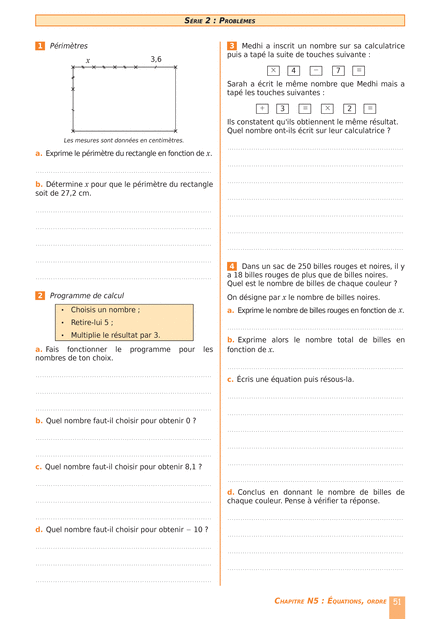 SÉRIE 2 : PROBLÈMES
1 Périmètres
x 3,6
Les mesures sont données en centimètres.
a. Exprime le périmètre du rectangle en fonction de x.
b. Détermine x pour que le périmètre du rectangle
soit de 27,2 cm.
2 Programme de calcul
• Choisis un nombre ;
• Retire-lui 5 ;
• Multiplie le résultat par 3.
a. Fais fonctionner le programme pour les
nombres de ton choix.
b. Quel nombre faut-il choisir pour obtenir 0 ?
c. Quel nombre faut-il choisir pour obtenir 8,1 ?
d. Quel nombre faut-il choisir pour obtenir − 10 ?
3 Medhi a inscrit un nombre sur sa calculatrice
puis a tapé la suite de touches suivante :
× 4 − 7 =
Sarah a écrit le même nombre que Medhi mais a
tapé les touches suivantes :
+ 3 = × 2 =
Ils constatent qu'ils obtiennent le même résultat.
Quel nombre ont-ils écrit sur leur calculatrice ?
4 Dans un sac de 250 billes rouges et noires, il y
a 18 billes rouges de plus que de billes noires.
Quel est le nombre de billes de chaque couleur ?
On désigne par x le nombre de billes noires.
a. Exprime le nombre de billes rouges en fonction de x.
b. Exprime alors le nombre total de billes en
fonction de x.
c. Écris une équation puis résous-la.
d. Conclus en donnant le nombre de billes de
chaque couleur. Pense à vérifier ta réponse.
CHAPITRE N5 : ÉQUATIONS, ORDRE 51